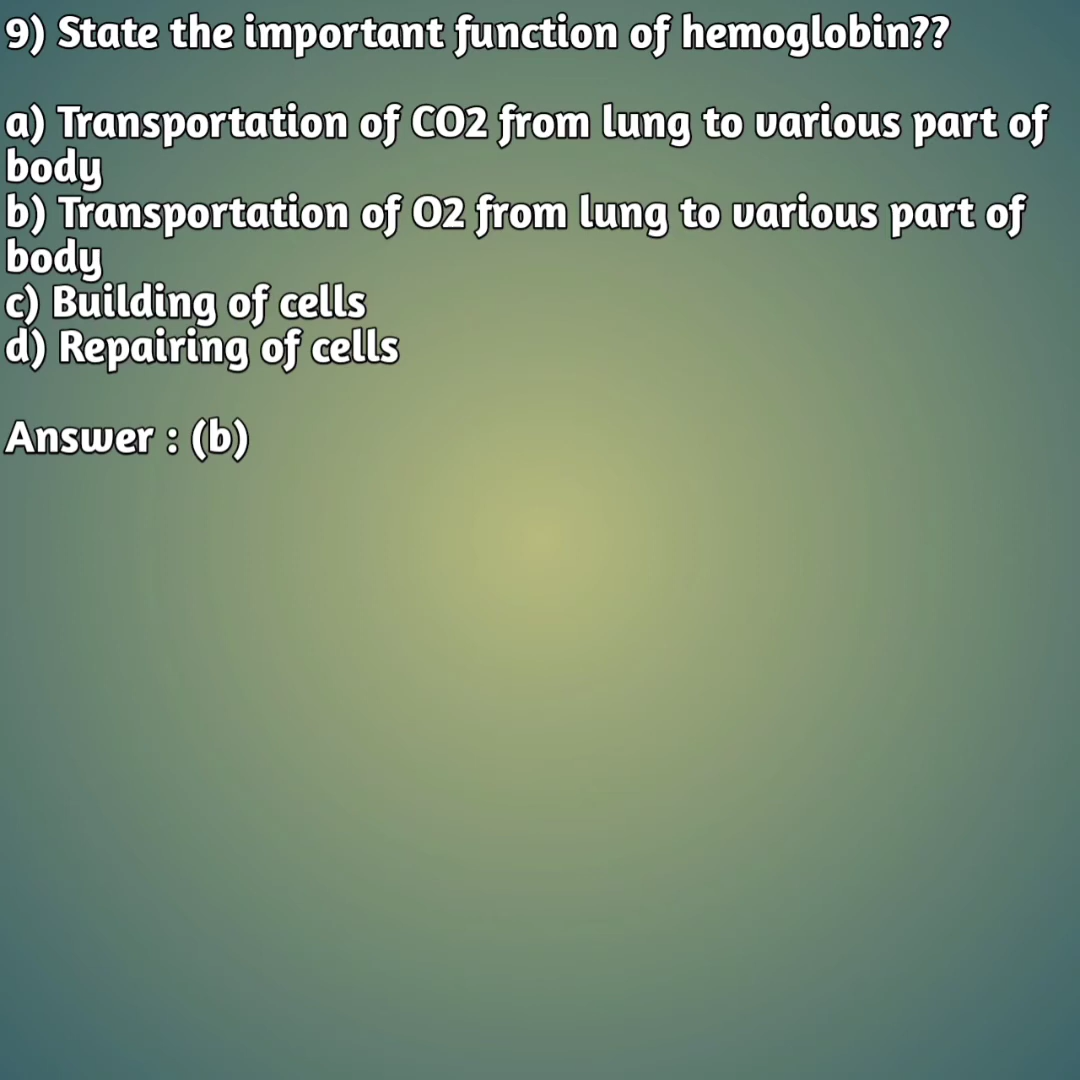 9) State the important function of hemoglobin??
a) Transportation of CO2 from lung to various part of
body
b) Transportation of O2 from lung to various part of
body
c) Building of cells
d) Repairing of cells
Answer : (b)